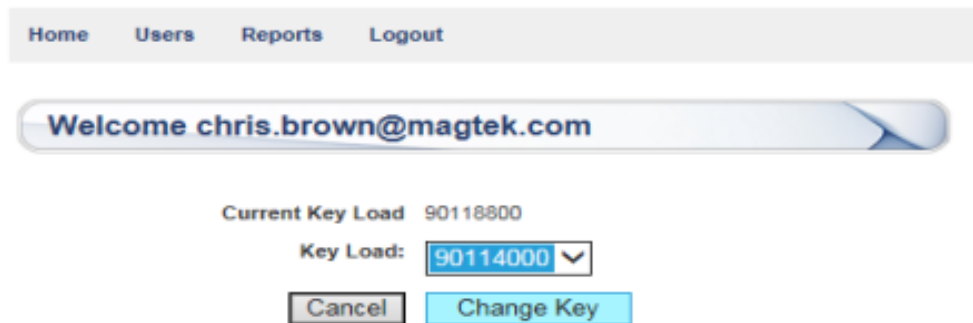 Home Users Reports Logout
Welcome chris.brown@magtek.com
Current Key Load 90118800
Key Load: 90114000
Cancel Change Key